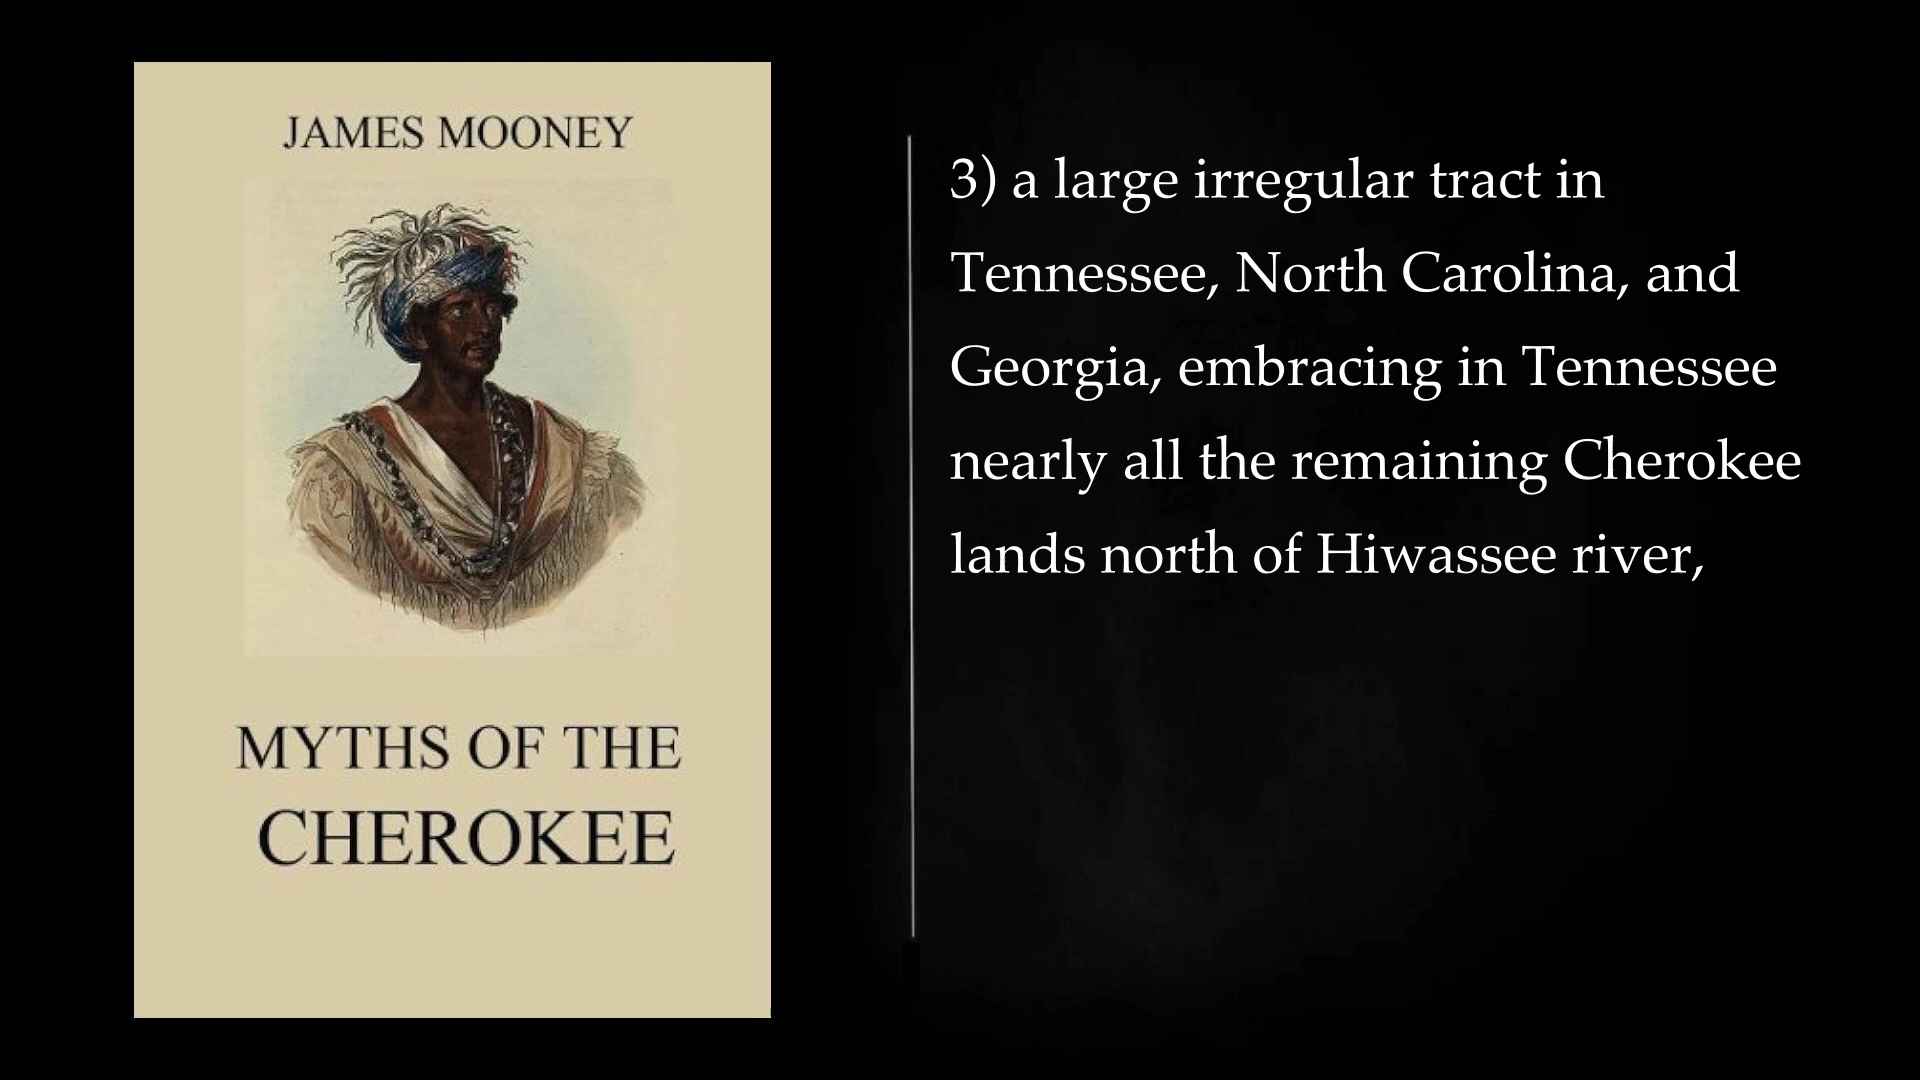 JAMES MOONEY
MYTHS OF THE
CHEROKEE
3) a large irregular tract in
Tennessee, North Carolina, and
Georgia, embracing in Tennessee
nearly all the remaining Cherokee
lands north of Hiwassee river,